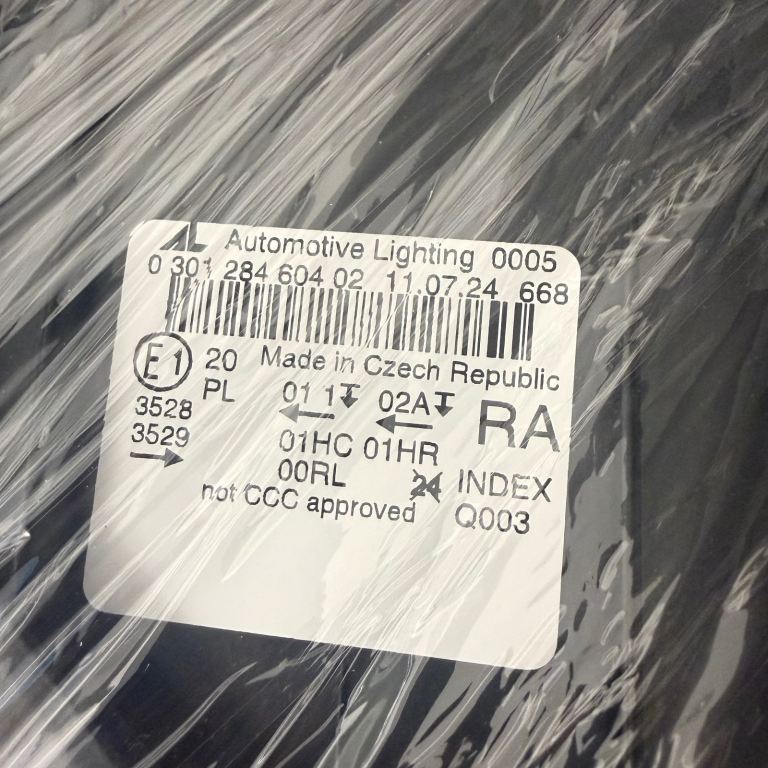 AL Automotive Lighting 0005
0 301 284 604 02 11.07.24 668
E1 20 Made in Czech Republic
PL 01 1 02A RA
3528
3529 01HC 01HR
00RL 24 INDEX
not CCC approved Q003